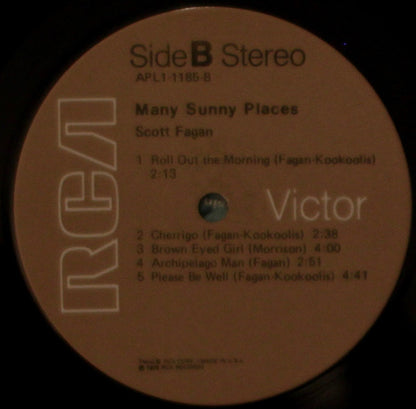 Side B Stereo
APL1-1185-B
Many Sunny Places
Scott Fagan
1 Roll Out the Morning (Fagan-Kookoolis)
2:13
RCA
Victor
2 Cherrigo (Fagan-Kookoolis) 2:38
3 Brown Eyed Girl (Morrison) 4:00
4 Archipelago Man (Fagan) 2:51
5 Please Be Well (Fagan-Kookoolis) 4:41